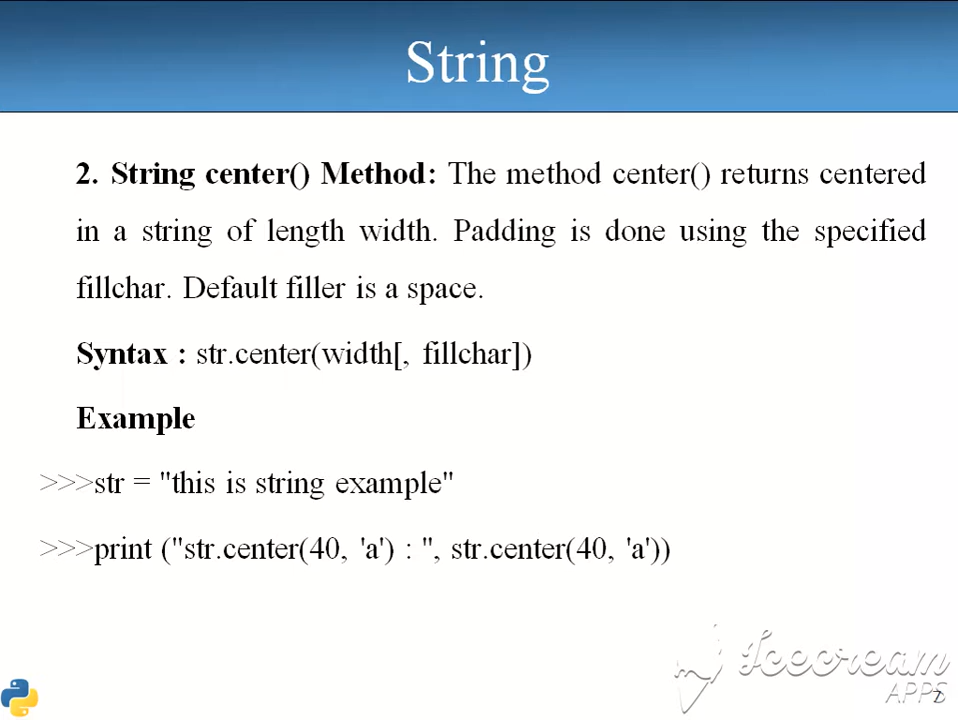 String
2. String center() Method: The method center() returns centered
in a string of length width. Padding is done using the specified
fillchar. Default filler is a space.
Syntax : str.center(width[, fillchar])
Example
>>>str = "this is string example"
>>>print ("str.center(40, 'a') : ", str.center(40, 'a'))
Icecream
APPS
7